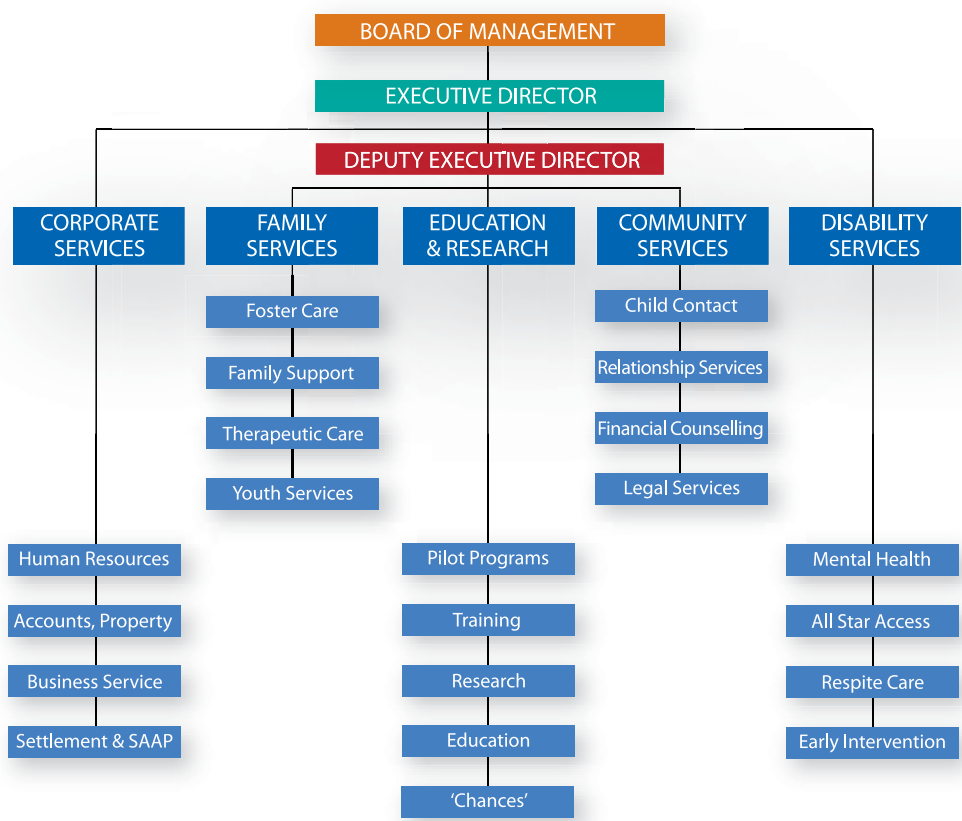 BOARD OF MANAGEMENT
EXECUTIVE DIRECTOR
DEPUTY EXECUTIVE DIRECTOR
CORPORATE
SERVICES
FAMILY
SERVICES
EDUCATION
& RESEARCH
COMMUNITY
SERVICES
DISABILITY
SERVICES
Foster Care
Family Support
Therapeutic Care
Youth Services
Child Contact
Relationship Services
Financial Counselling
Legal Services
Human Resources
Accounts, Property
Business Service
Settlement & SAAP
Pilot Programs
Training
Research
Education
‘Chances’
Mental Health
All Star Access
Respite Care
Early Intervention